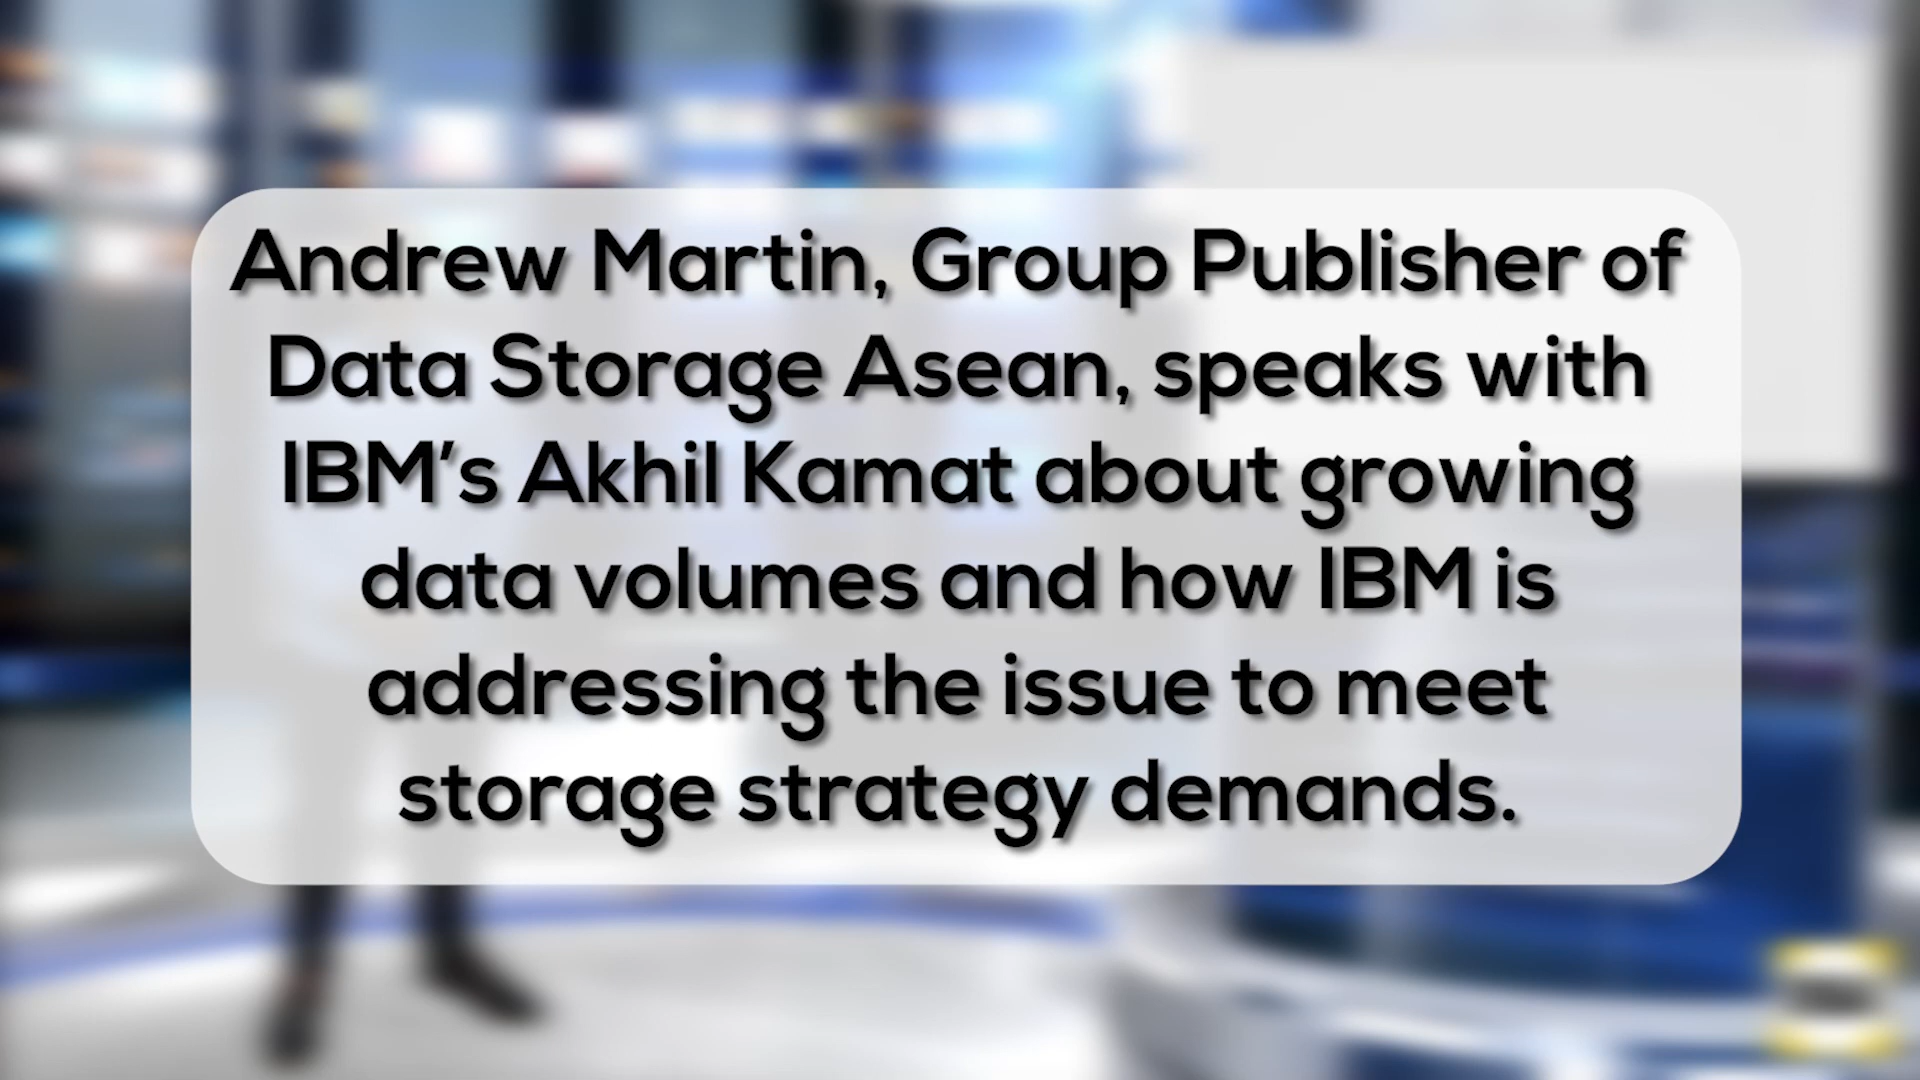 Andrew Martin, Group Publisher of
Data Storage Asean, speaks with
IBM’s Akhil Kamat about growing
data volumes and how IBM is
addressing the issue to meet
storage strategy demands.